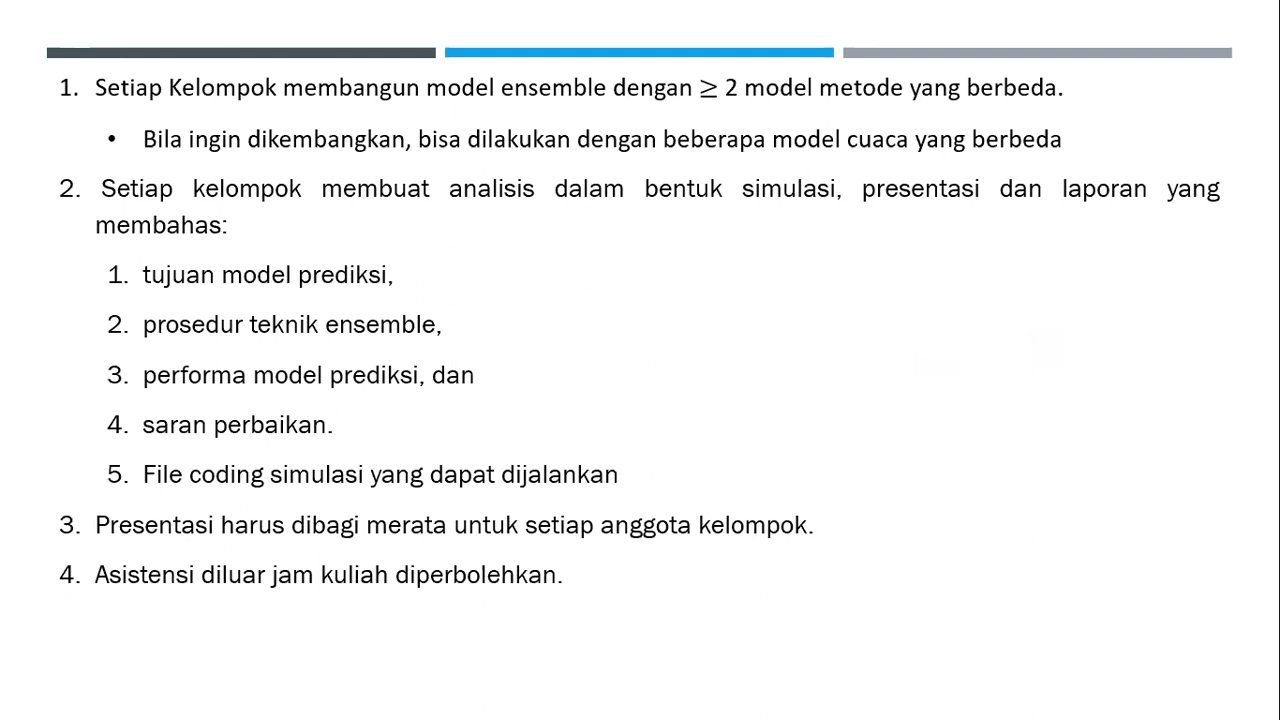 1. Setiap Kelompok membangun model ensemble dengan ≥ 2 model metode yang berbeda.
• Bila ingin dikembangkan, bisa dilakukan dengan beberapa model cuaca yang berbeda
2. Setiap kelompok membuat analisis dalam bentuk simulasi, presentasi dan laporan yang
membahas:
1. tujuan model prediksi,
2. prosedur teknik ensemble,
3. performa model prediksi, dan
4. saran perbaikan.
5. File coding simulasi yang dapat dijalankan
3. Presentasi harus dibagi merata untuk setiap anggota kelompok.
4. Asistensi diluar jam kuliah diperbolehkan.